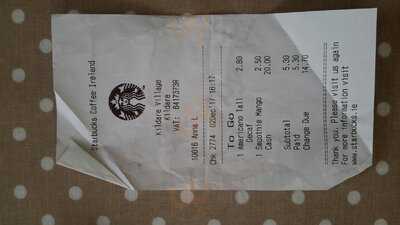 Starbucks Coffee Ireland
Kildare Village
Kildare
VAT: 6417373R
10016 Anna L
Chk 2774 02Dec'17 16:17
To Go
1 Americano Tall 2.80
Decaf
1 Smoothie Mango 2.50
Cash 20.00
Subtotal 5.30
Paid 5.30
Change Due 14.70
Thank you, Please visit us again
For more information visit
www.starbucks.ie